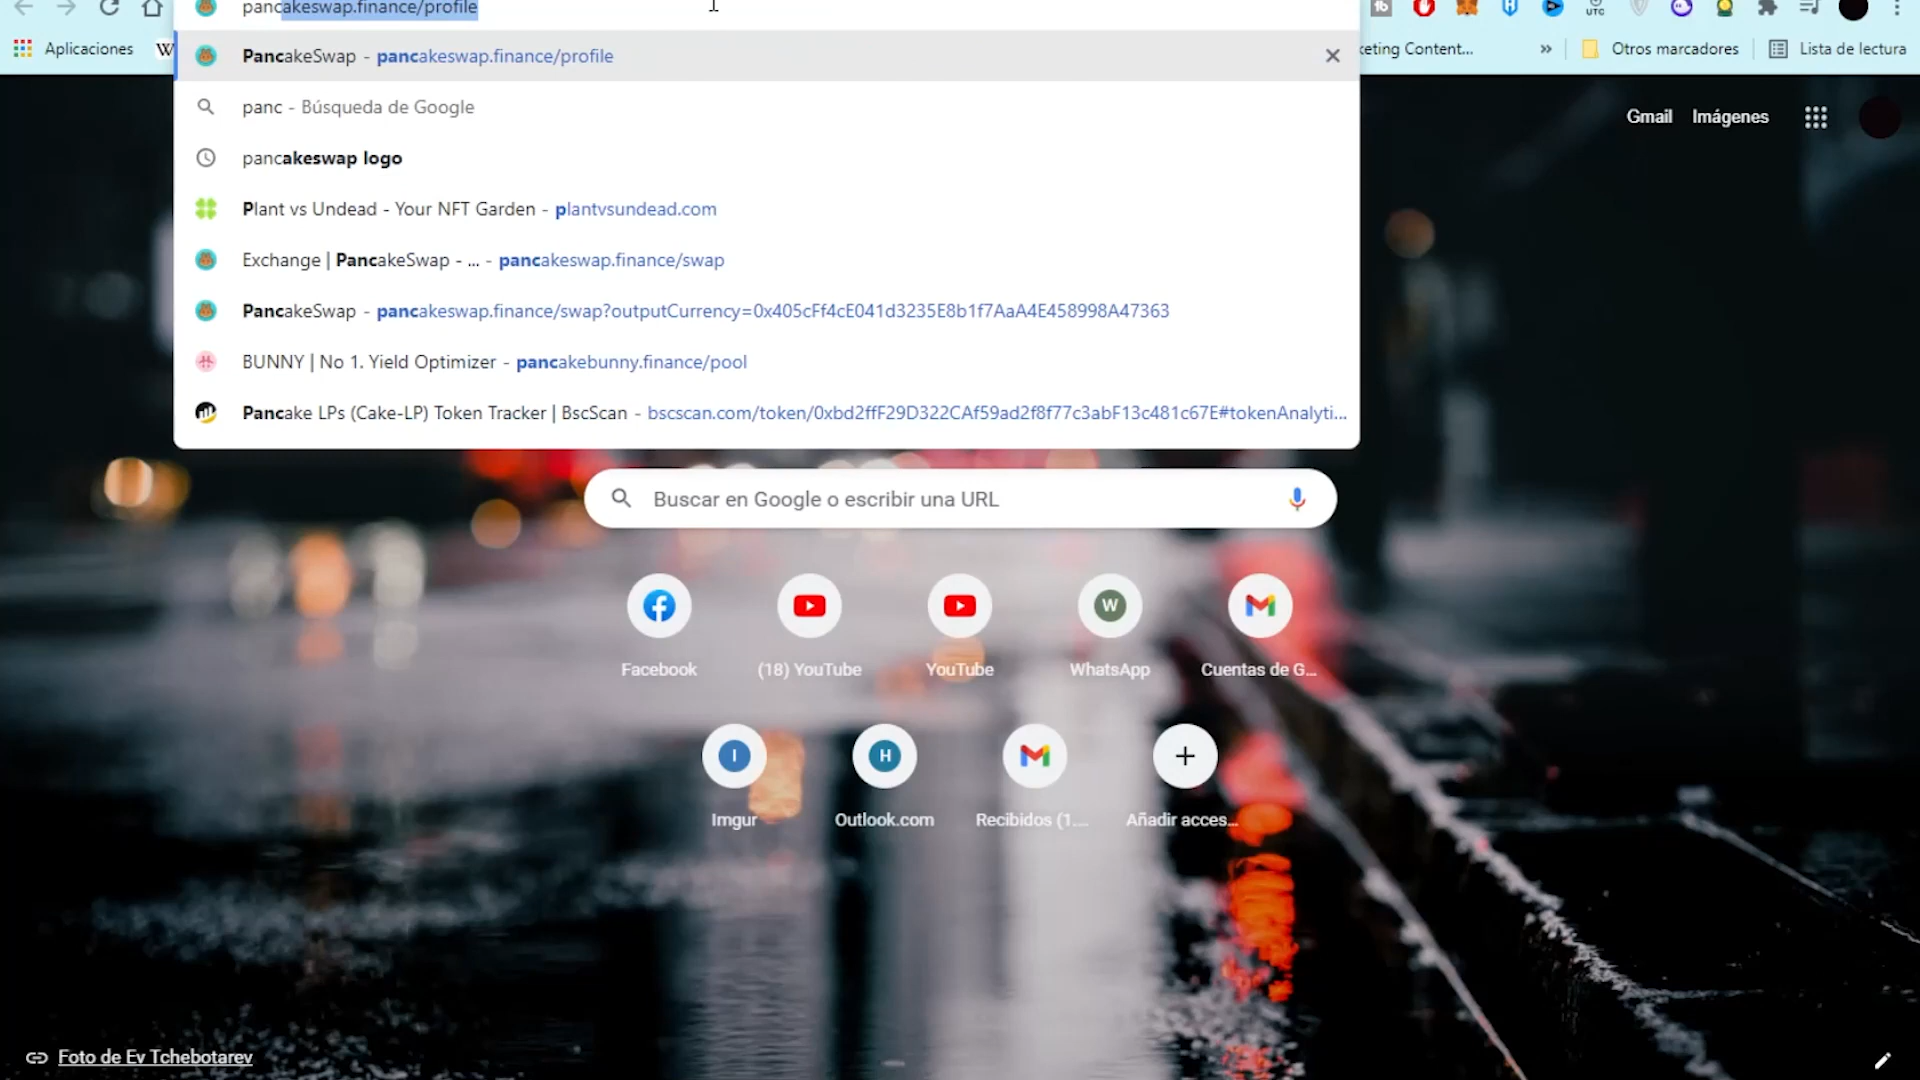 pancakeswap.finance/profile
Aplicaciones W keting Content... » Otros marcadores Lista de lectura
PancakeSwap - pancakeswap.finance/profile
panc - Búsqueda de Google
pancakeswap logo
Plant vs Undead - Your NFT Garden - plantvsundead.com
Exchange | PancakeSwap - ... - pancakeswap.finance/swap
PancakeSwap - pancakeswap.finance/swap?outputCurrency=0x405cFf4cE041d3235E8b1f7AaA4E458998A47363
BUNNY | No 1. Yield Optimizer - pancakebunny.finance/pool
Pancake LPs (Cake-LP) Token Tracker | BscScan - bscscan.com/token/0xbd2ffF29D322CAf59ad2f8f77c3abF13c481c67E#tokenAnalyti...
Gmail Imágenes
Buscar en Google o escribir una URL
Facebook (18) YouTube YouTube WhatsApp Cuentas de G...
Imgur Outlook.com Recibidos (1.... Añadir acces...
Foto de Ev Tchebotarev
UTC
W
I
H